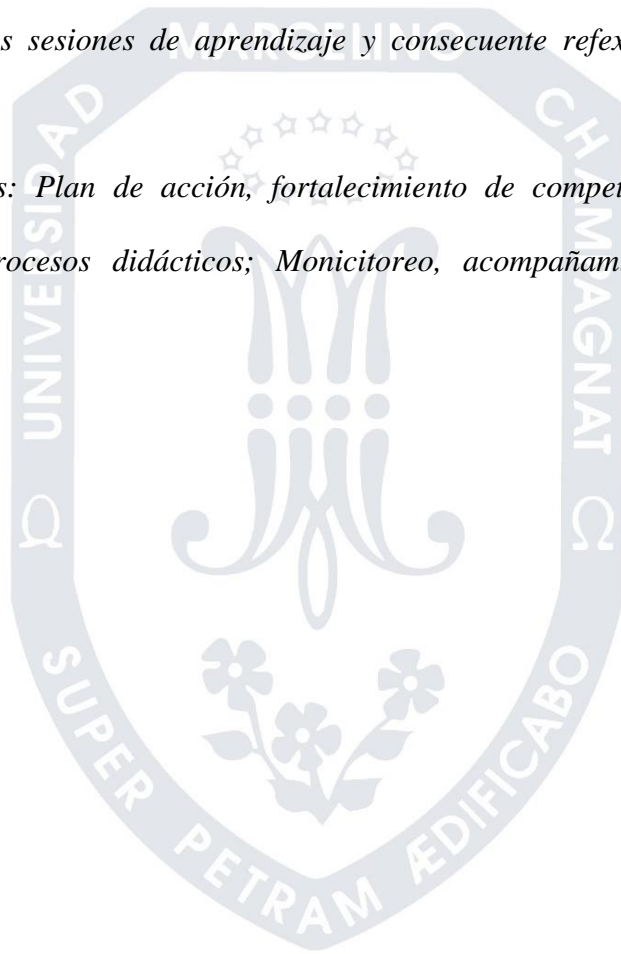 s sesiones de aprendizaje y consecuente refex
s: Plan de acción, fortalecimiento de compet
rocesos didácticos; Monicitoreo, acompañam
UNIVERSIDAD MARCELINO CHAMPAGNAT
Ω SUPER PETRAM ÆDIFICABO Ω